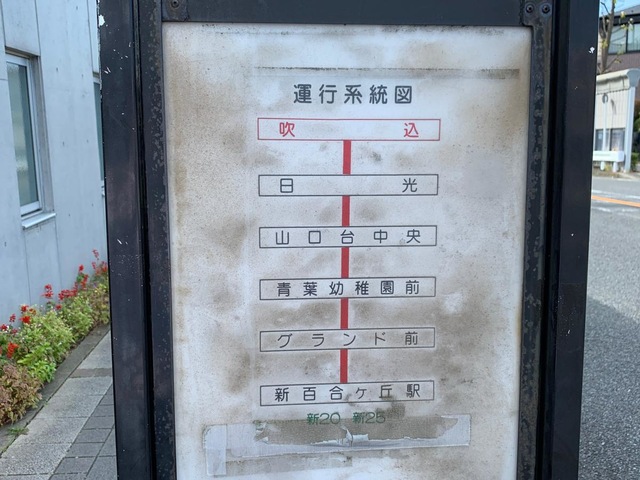 運行系統図
吹込
日光
山口台中央
青葉幼稚園前
グランド前
新百合ヶ丘駅
新20 新25